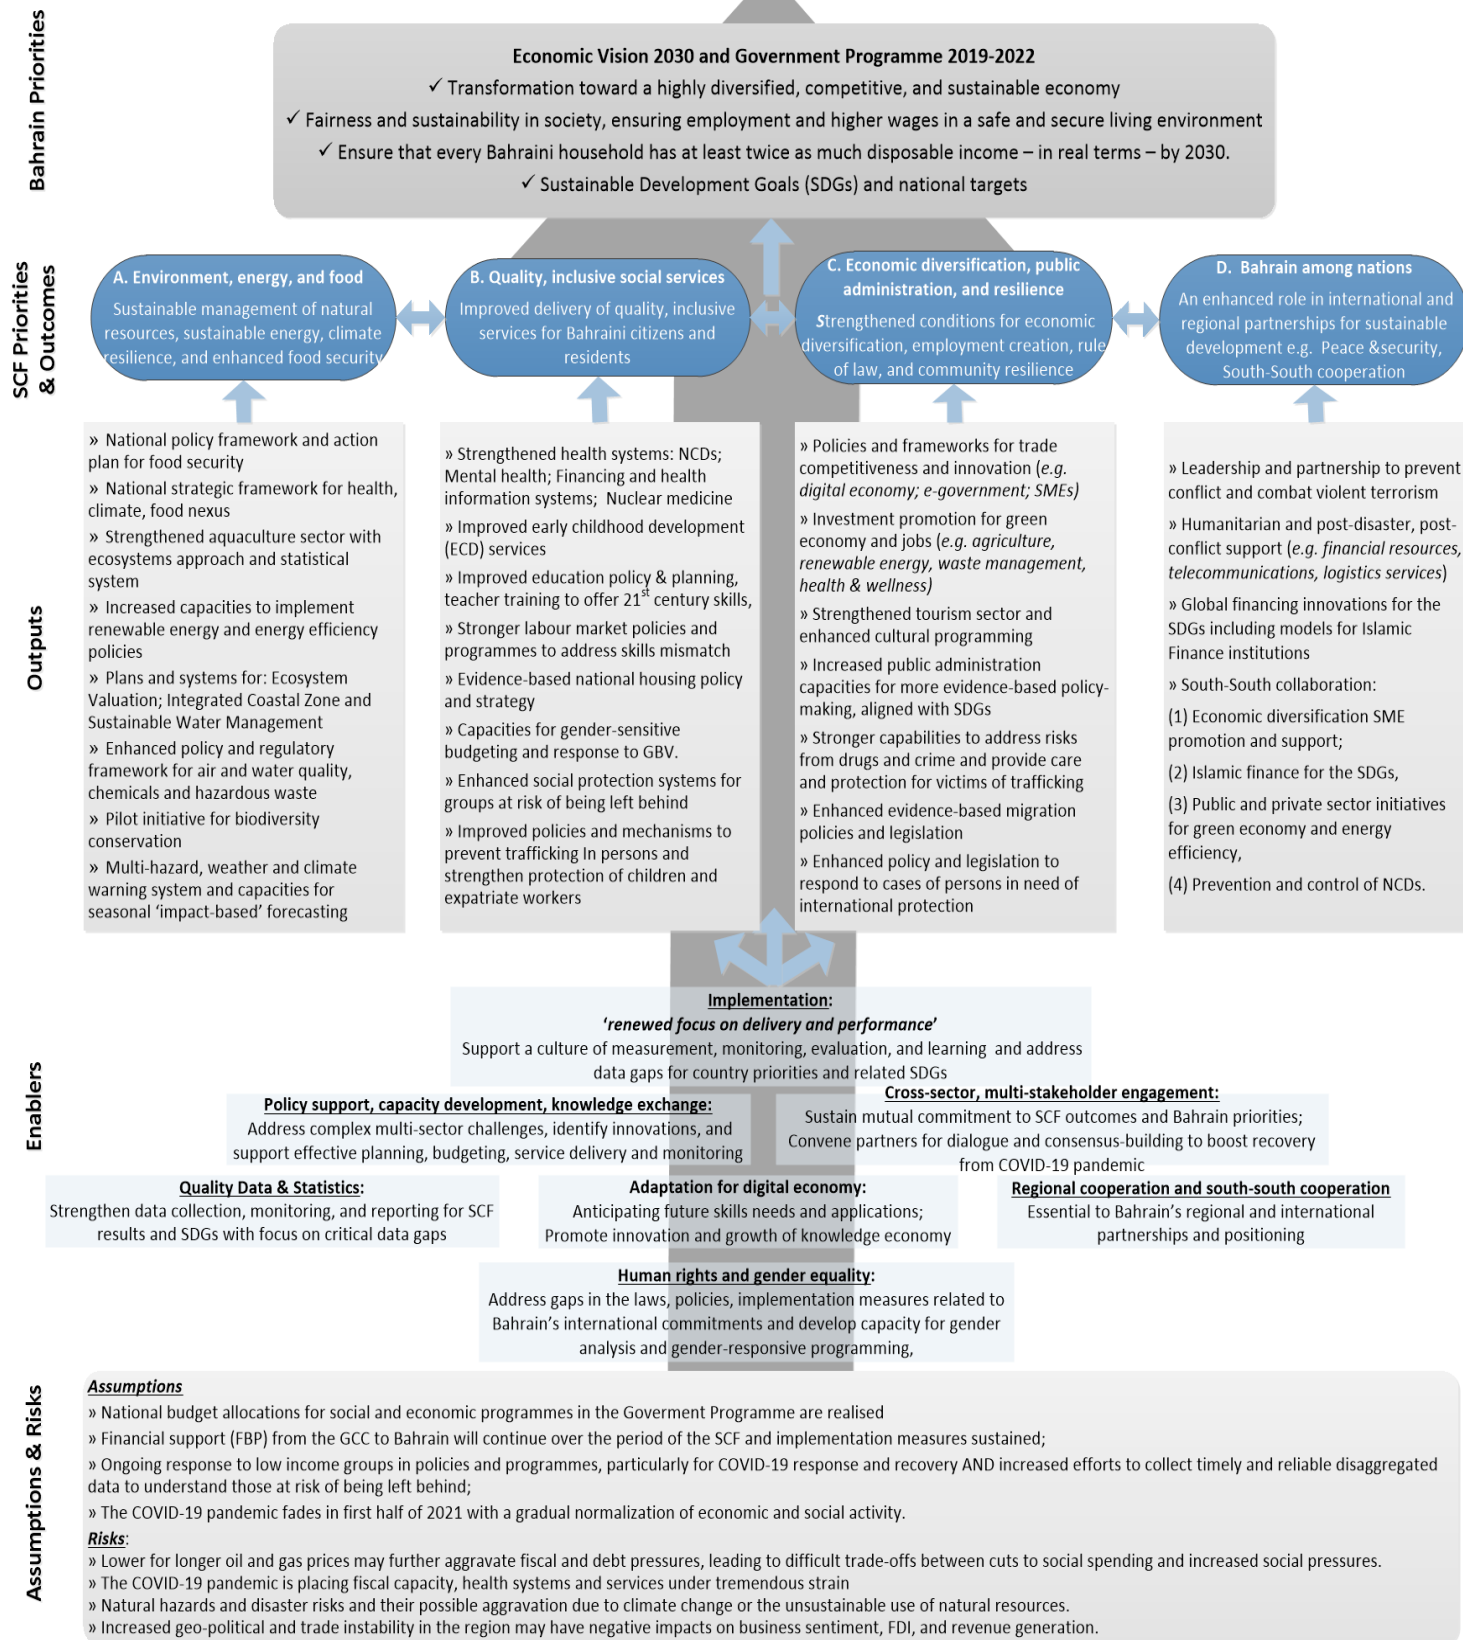 Bahrain Priorities
Economic Vision 2030 and Government Programme 2019-2022
✓ Transformation toward a highly diversified, competitive, and sustainable economy
✓ Fairness and sustainability in society, ensuring employment and higher wages in a safe and secure living environment
✓ Ensure that every Bahraini household has at least twice as much disposable income – in real terms – by 2030.
✓ Sustainable Development Goals (SDGs) and national targets
SCF Priorities
& Outcomes
A. Environment, energy, and food
Sustainable management of natural
resources, sustainable energy, climate
resilience, and enhanced food security
B. Quality, inclusive social services
Improved delivery of quality, inclusive
services for Bahraini citizens and
residents
C. Economic diversification, public
administration, and resilience
Strengthened conditions for economic
diversification, employment creation, rule
of law, and community resilience
D. Bahrain among nations
An enhanced role in international and
regional partnerships for sustainable
development e.g. Peace &security,
South-South cooperation
Outputs
» National policy framework and action
plan for food security
» National strategic framework for health,
climate, food nexus
» Strengthened aquaculture sector with
ecosystems approach and statistical
system
» Increased capacities to implement
renewable energy and energy efficiency
policies
» Plans and systems for: Ecosystem
Valuation; Integrated Coastal Zone and
Sustainable Water Management
» Enhanced policy and regulatory
framework for air and water quality,
chemicals and hazardous waste
» Pilot initiative for biodiversity
conservation
» Multi-hazard, weather and climate
warning system and capacities for
seasonal ‘impact-based’ forecasting
» Strengthened health systems: NCDs;
Mental health; Financing and health
information systems; Nuclear medicine
» Improved early childhood development
(ECD) services
» Improved education policy & planning,
teacher training to offer 21st century skills,
» Stronger labour market policies and
programmes to address skills mismatch
» Evidence-based national housing policy
and strategy
» Capacities for gender-sensitive
budgeting and response to GBV.
» Enhanced social protection systems for
groups at risk of being left behind
» Improved policies and mechanisms to
prevent trafficking In persons and
strengthen protection of children and
expatriate workers
» Policies and frameworks for trade
competitiveness and innovation (e.g.
digital economy; e-government; SMEs)
» Investment promotion for green
economy and jobs (e.g. agriculture,
renewable energy, waste management,
health & wellness)
» Strengthened tourism sector and
enhanced cultural programming
» Increased public administration
capacities for more evidence-based policy-
making, aligned with SDGs
» Stronger capabilities to address risks
from drugs and crime and provide care
and protection for victims of trafficking
» Enhanced evidence-based migration
policies and legislation
» Enhanced policy and legislation to
respond to cases of persons in need of
international protection
» Leadership and partnership to prevent
conflict and combat violent terrorism
» Humanitarian and post-disaster, post-
conflict support (e.g. financial resources,
telecommunications, logistics services)
» Global financing innovations for the
SDGs including models for Islamic
Finance institutions
» South-South collaboration:
(1) Economic diversification SME
promotion and support;
(2) Islamic finance for the SDGs,
(3) Public and private sector initiatives
for green economy and energy
efficiency,
(4) Prevention and control of NCDs.
Enablers
Implementation:
‘renewed focus on delivery and performance’
Support a culture of measurement, monitoring, evaluation, and learning and address
data gaps for country priorities and related SDGs
Policy support, capacity development, knowledge exchange:
Address complex multi-sector challenges, identify innovations, and
support effective planning, budgeting, service delivery and monitoring
Cross-sector, multi-stakeholder engagement:
Sustain mutual commitment to SCF outcomes and Bahrain priorities;
Convene partners for dialogue and consensus-building to boost recovery
from COVID-19 pandemic
Quality Data & Statistics:
Strengthen data collection, monitoring, and reporting for SCF
results and SDGs with focus on critical data gaps
Adaptation for digital economy:
Anticipating future skills needs and applications;
Promote innovation and growth of knowledge economy
Regional cooperation and south-south cooperation
Essential to Bahrain’s regional and international
partnerships and positioning
Human rights and gender equality:
Address gaps in the laws, policies, implementation measures related to
Bahrain’s international commitments and develop capacity for gender
analysis and gender-responsive programming,
Assumptions & Risks
Assumptions
» National budget allocations for social and economic programmes in the Goverment Programme are realised
» Financial support (FBP) from the GCC to Bahrain will continue over the period of the SCF and implementation measures sustained;
» Ongoing response to low income groups in policies and programmes, particularly for COVID-19 response and recovery AND increased efforts to collect timely and reliable disaggregated
data to understand those at risk of being left behind;
» The COVID-19 pandemic fades in first half of 2021 with a gradual normalization of economic and social activity.
Risks:
» Lower for longer oil and gas prices may further aggravate fiscal and debt pressures, leading to difficult trade-offs between cuts to social spending and increased social pressures.
» The COVID-19 pandemic is placing fiscal capacity, health systems and services under tremendous strain
» Natural hazards and disaster risks and their possible aggravation due to climate change or the unsustainable use of natural resources.
» Increased geo-political and trade instability in the region may have negative impacts on business sentiment, FDI, and revenue generation.